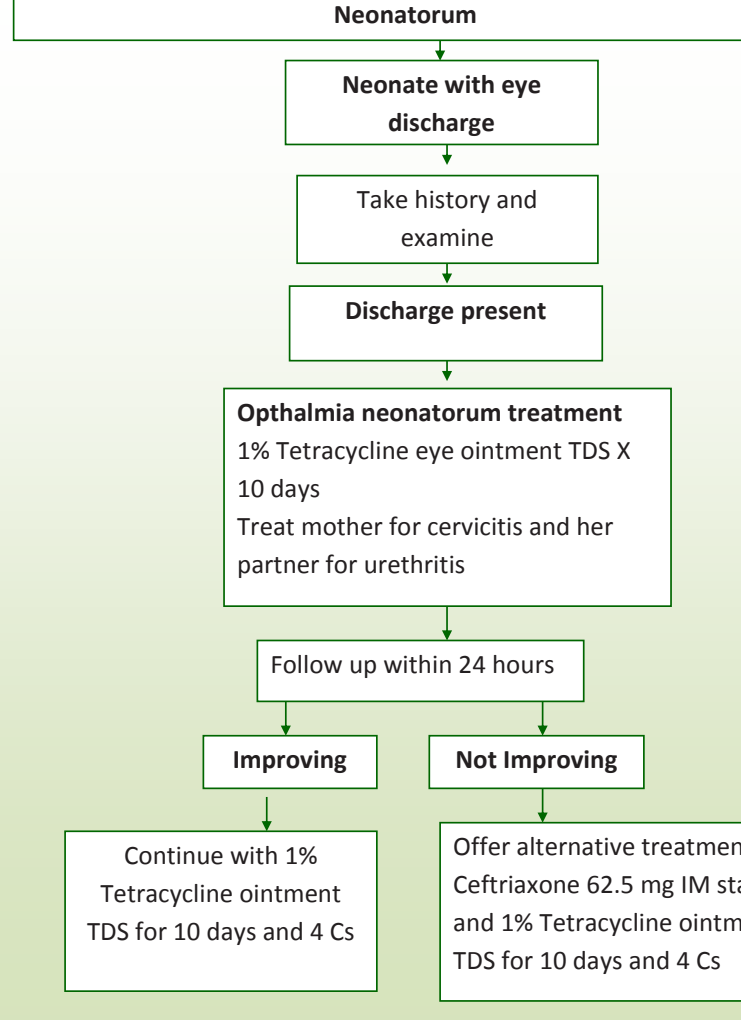 Neonatorum
Neonate with eye
discharge
Take history and
examine
Discharge present
Opthalmia neonatorum treatment
1% Tetracycline eye ointment TDS X
10 days
Treat mother for cervicitis and her
partner for urethritis
Follow up within 24 hours
Improving
Not Improving
Continue with 1%
Tetracycline ointment
TDS for 10 days and 4 Cs
Offer alternative
Ceftriaxone 62.5 mg IM
and 1% Tetracycline
TDS for 10 days and 4 Cs